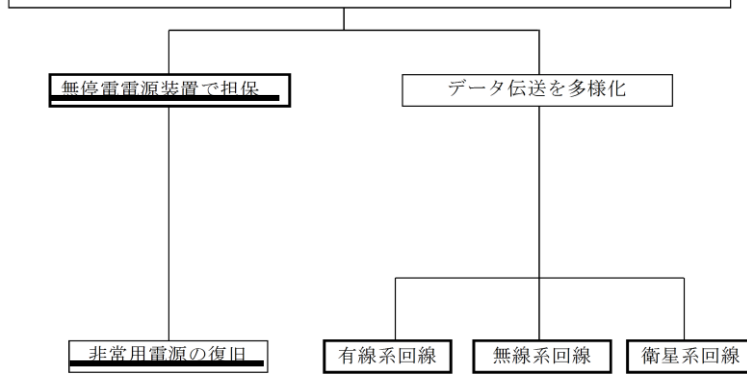 無停電電源装置で担保
データ伝送を多様化
非常用電源の復旧
有線系回線
無線系回線
衛星系回線